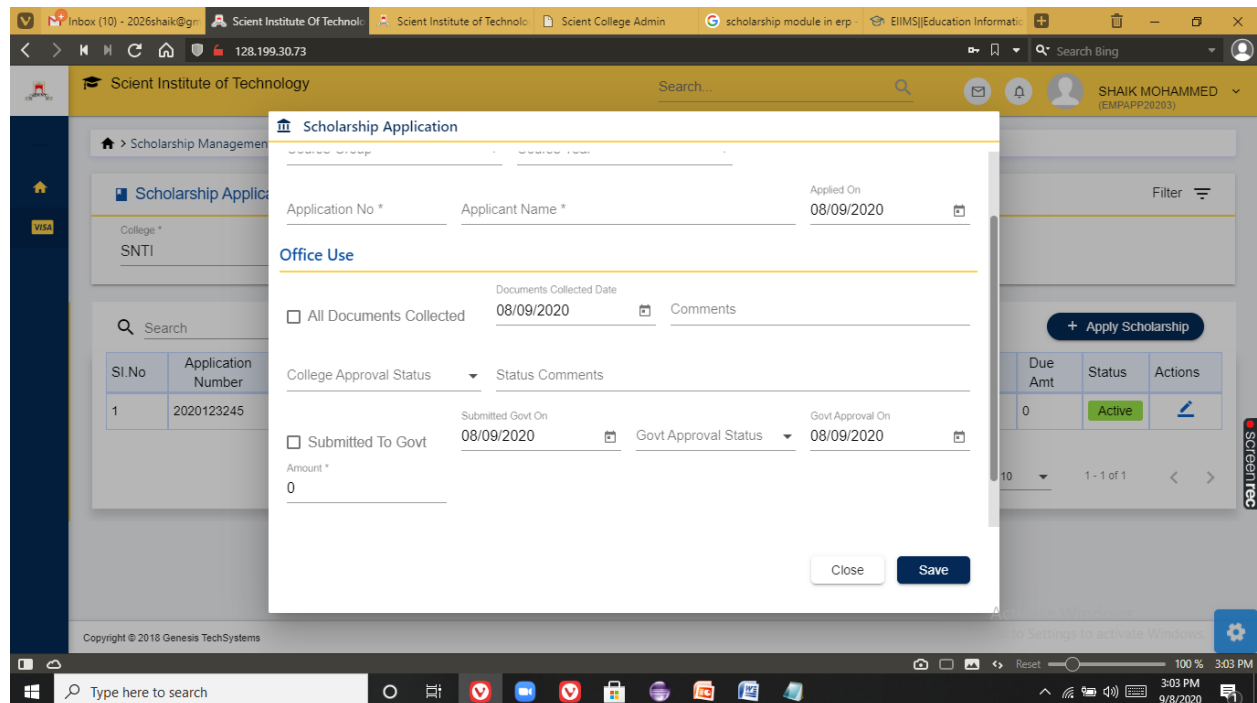 Inbox (10) - 2026shaik@gm
Scient Institute Of Technolo
Scient Institute of Technolo
Scient College Admin
scholarship module in erp -
EIIMS||Education Informatic
128.199.30.73
Search Bing
Scient Institute of Technology
Search...
SHAIK MOHAMMED
(EMPAPP20203)
> Scholarship Managemen
Scholarship Application
Scholarship Applica
Filter
College *
SNTI
Source Group
Source Year
Application No *
Applicant Name *
Applied On
08/09/2020
Office Use
All Documents Collected
Documents Collected Date
08/09/2020
Comments
Search
+ Apply Scholarship
SI.No
Application Number
Due Amt
Status
Actions
College Approval Status
Status Comments
1
2020123245
0
Active
Submitted To Govt
Submitted Govt On
08/09/2020
Govt Approval Status
Govt Approval On
08/09/2020
Amount *
0
10
1 - 1 of 1
Close
Save
screenrec
to Settings to activate Windows.
Copyright © 2018 Genesis TechSystems
Reset
100 %
3:03 PM
Type here to search
3:03 PM
9/8/2020